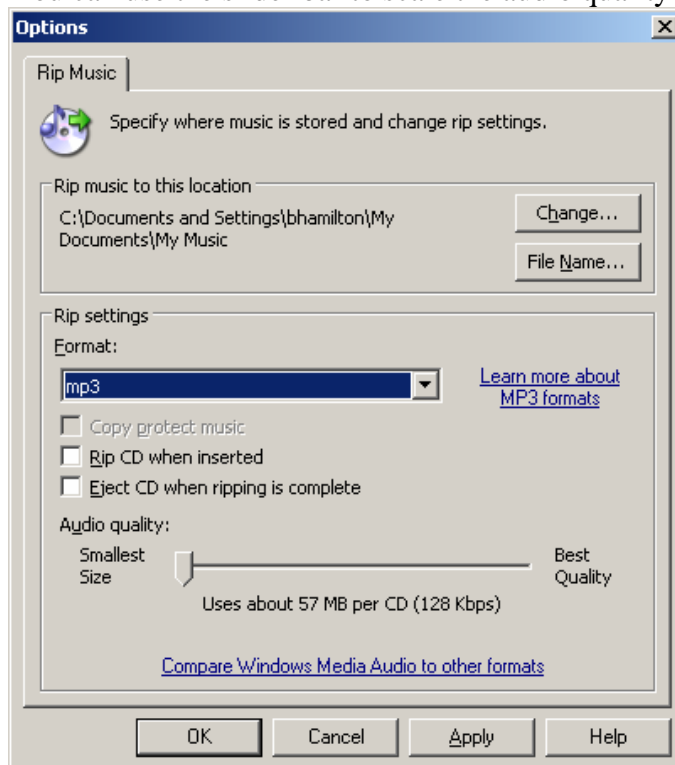 Options
Rip Music
Specify where music is stored and change rip settings.
Rip music to this location
C:\Documents and Settings\bhamilton\My
Documents\My Music
Change...
File Name...
Rip settings
Format:
mp3
Learn more about
MP3 formats
Copy protect music
Rip CD when inserted
Eject CD when ripping is complete
Audio quality:
Smallest
Size
Best
Quality
Uses about 57 MB per CD (128 Kbps)
Compare Windows Media Audio to other formats
OK Cancel Apply Help